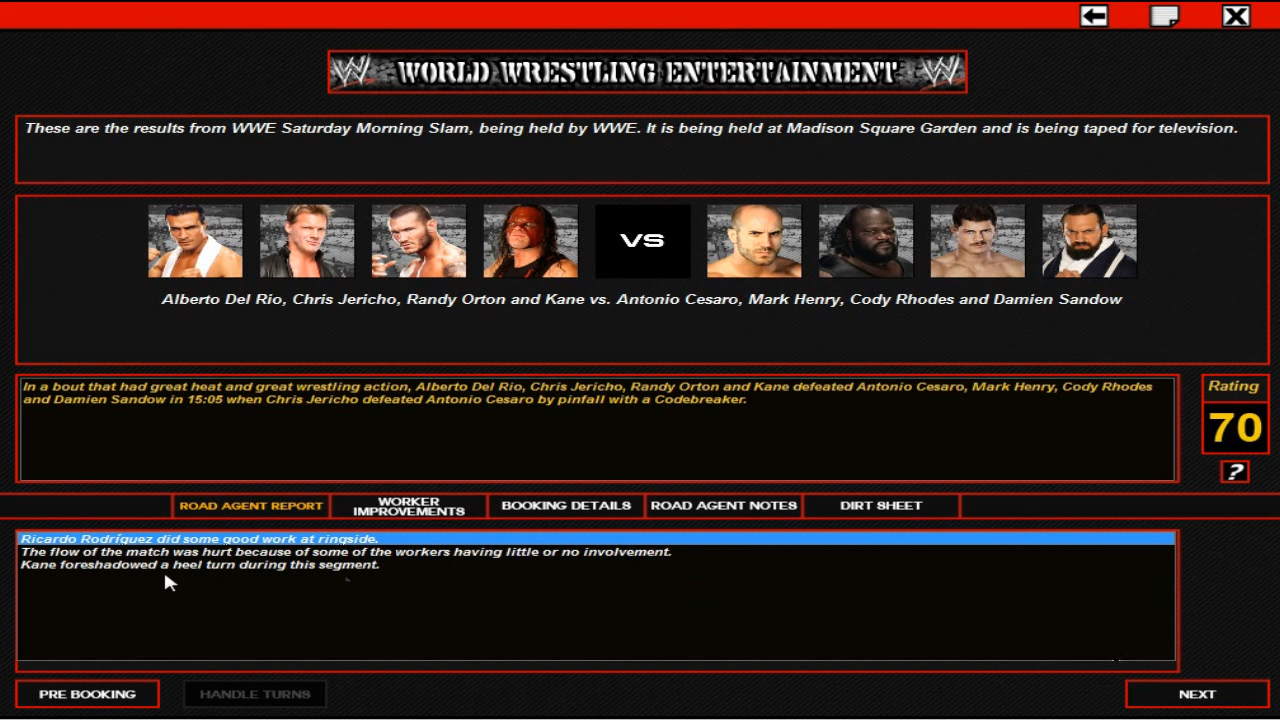 WORLD WRESTLING ENTERTAINMENT
These are the results from WWE Saturday Morning Slam, being held by WWE. It is being held at Madison Square Garden and is being taped for television.
VS
Alberto Del Rio, Chris Jericho, Randy Orton and Kane vs. Antonio Cesaro, Mark Henry, Cody Rhodes and Damien Sandow
In a bout that had great heat and great wrestling action, Alberto Del Rio, Chris Jericho, Randy Orton and Kane defeated Antonio Cesaro, Mark Henry, Cody Rhodes
and Damien Sandow in 15:05 when Chris Jericho defeated Antonio Cesaro by pinfall with a Codebreaker.
Rating
70
?
ROAD AGENT REPORT
WORKER
IMPROVEMENTS
BOOKING DETAILS
ROAD AGENT NOTES
DIRT SHEET
Ricardo Rodríguez did some good work at ringside.
The flow of the match was hurt because of some of the workers having little or no involvement.
Kane foreshadowed a heel turn during this segment.
PRE BOOKING
HANDLE TURNS
NEXT